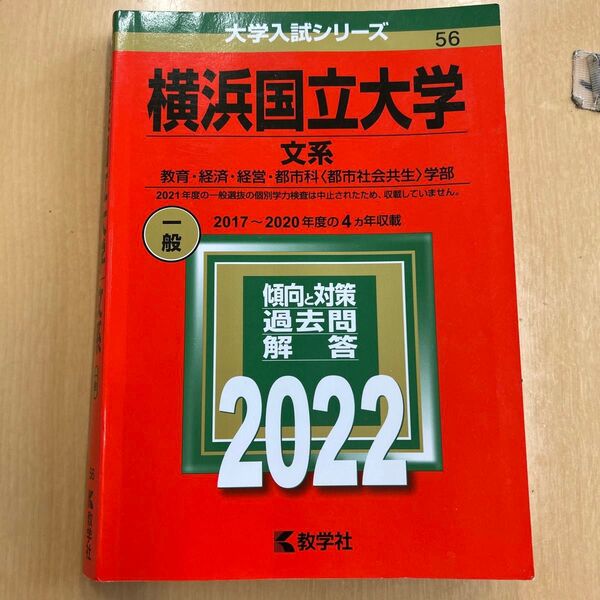 大学入試シリーズ
56
横浜国立大学
文系
教育・経済・経営・都市科〈都市社会共生〉学部
2021年度の一般選抜の個別学力検査は中止されたため、収載していません。
一般
2017～2020年度の4ヵ年収載
傾向と対策
過去問
解答
2022
教学社
56
教学社